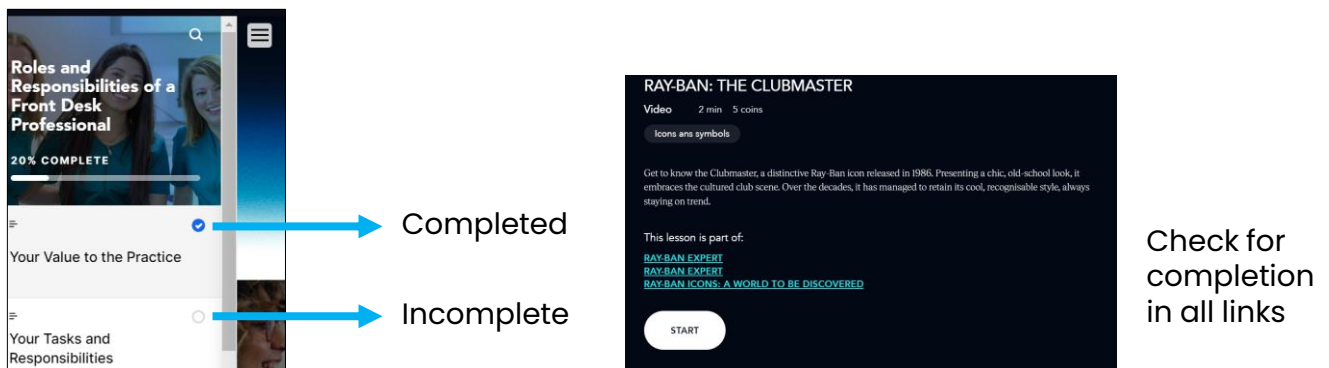 Roles and
Responsibilities of a
Front Desk
Professional
20% COMPLETE
Your Value to the Practice
Your Tasks and
Responsibilities
Completed
Incomplete
RAY-BAN: THE CLUBMASTER
Video 2 min 5 coins
Icons ans symbols
Get to know the Clubmaster, a distinctive Ray-Ban icon released in 1986. Presenting a chic, old-school look, it
embraces the cultured club scene. Over the decades, it has managed to retain its cool, recognisable style, always
staying on trend.
This lesson is part of:
RAY-BAN EXPERT
RAY-BAN EXPERT
RAY-BAN ICONS: A WORLD TO BE DISCOVERED
START
Check for
completion
in all links